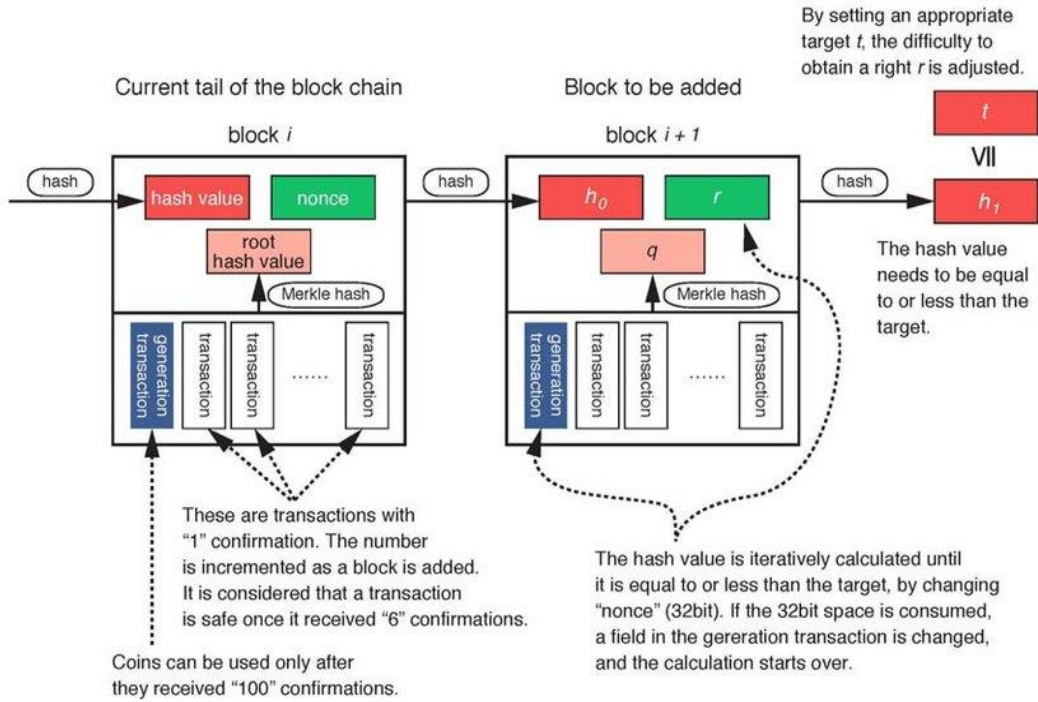 By setting an appropriate
target t, the difficulty to
obtain a right r is adjusted.
Current tail of the block chain
Block to be added
block i
block i + 1
t
VII
hash
hash value
nonce
hash
h0
r
hash
h1
root
hash value
q
Merkle hash
Merkle hash
The hash value
needs to be equal
to or less than the
target.
generation
transaction
transaction
transaction
......
transaction
generation
transaction
transaction
transaction
......
transaction
These are transactions with
“1” confirmation. The number
is incremented as a block is added.
It is considered that a transaction
is safe once it received “6” confirmations.
Coins can be used only after
they received “100” confirmations.
The hash value is iteratively calculated until
it is equal to or less than the target, by changing
“nonce” (32bit). If the 32bit space is consumed,
a field in the gereration transaction is changed,
and the calculation starts over.